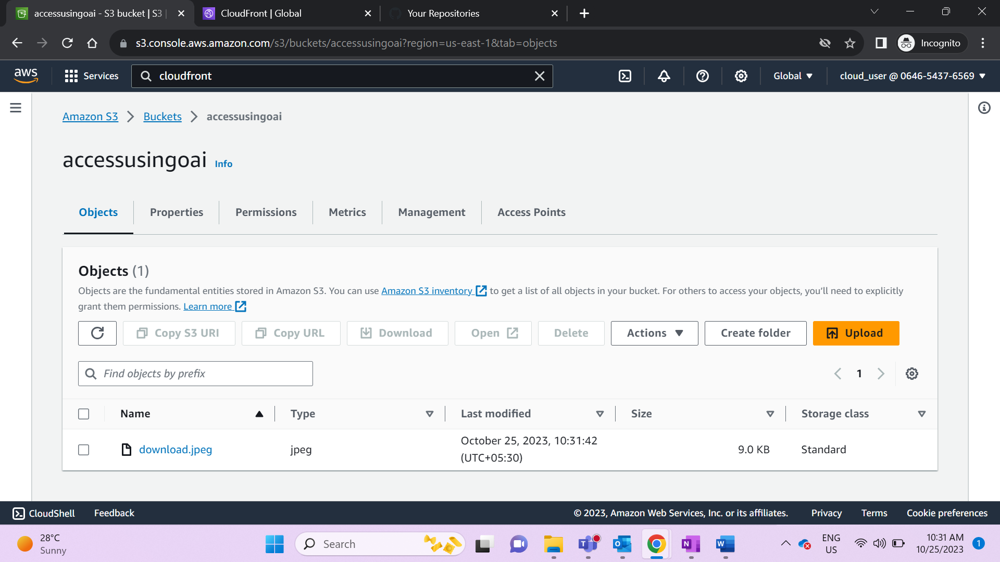 accessusingoai - S3 bucket | S3 |
CloudFront | Global
Your Repositories
s3.console.aws.amazon.com/s3/buckets/accessusingoai?region=us-east-1&tab=objects
Incognito
aws
Services
cloudfront
Global
cloud_user @ 0646-5437-6569
Amazon S3
Buckets
accessusingoai
accessusingoai
Info
Objects
Properties
Permissions
Metrics
Management
Access Points
Objects (1)
Objects are the fundamental entities stored in Amazon S3. You can use Amazon S3 inventory to get a list of all objects in your bucket. For others to access your objects, you’ll need to explicitly
grant them permissions. Learn more
Copy S3 URI
Copy URL
Download
Open
Delete
Actions
Create folder
Upload
Find objects by prefix
1
Name
Type
Last modified
Size
Storage class
download.jpeg
jpeg
October 25, 2023, 10:31:42
(UTC+05:30)
9.0 KB
Standard
CloudShell
Feedback
© 2023, Amazon Web Services, Inc. or its affiliates.
Privacy
Terms
Cookie preferences
28°C
Sunny
Search
T
O
N
W
ENG
US
10:31 AM
10/25/2023
1